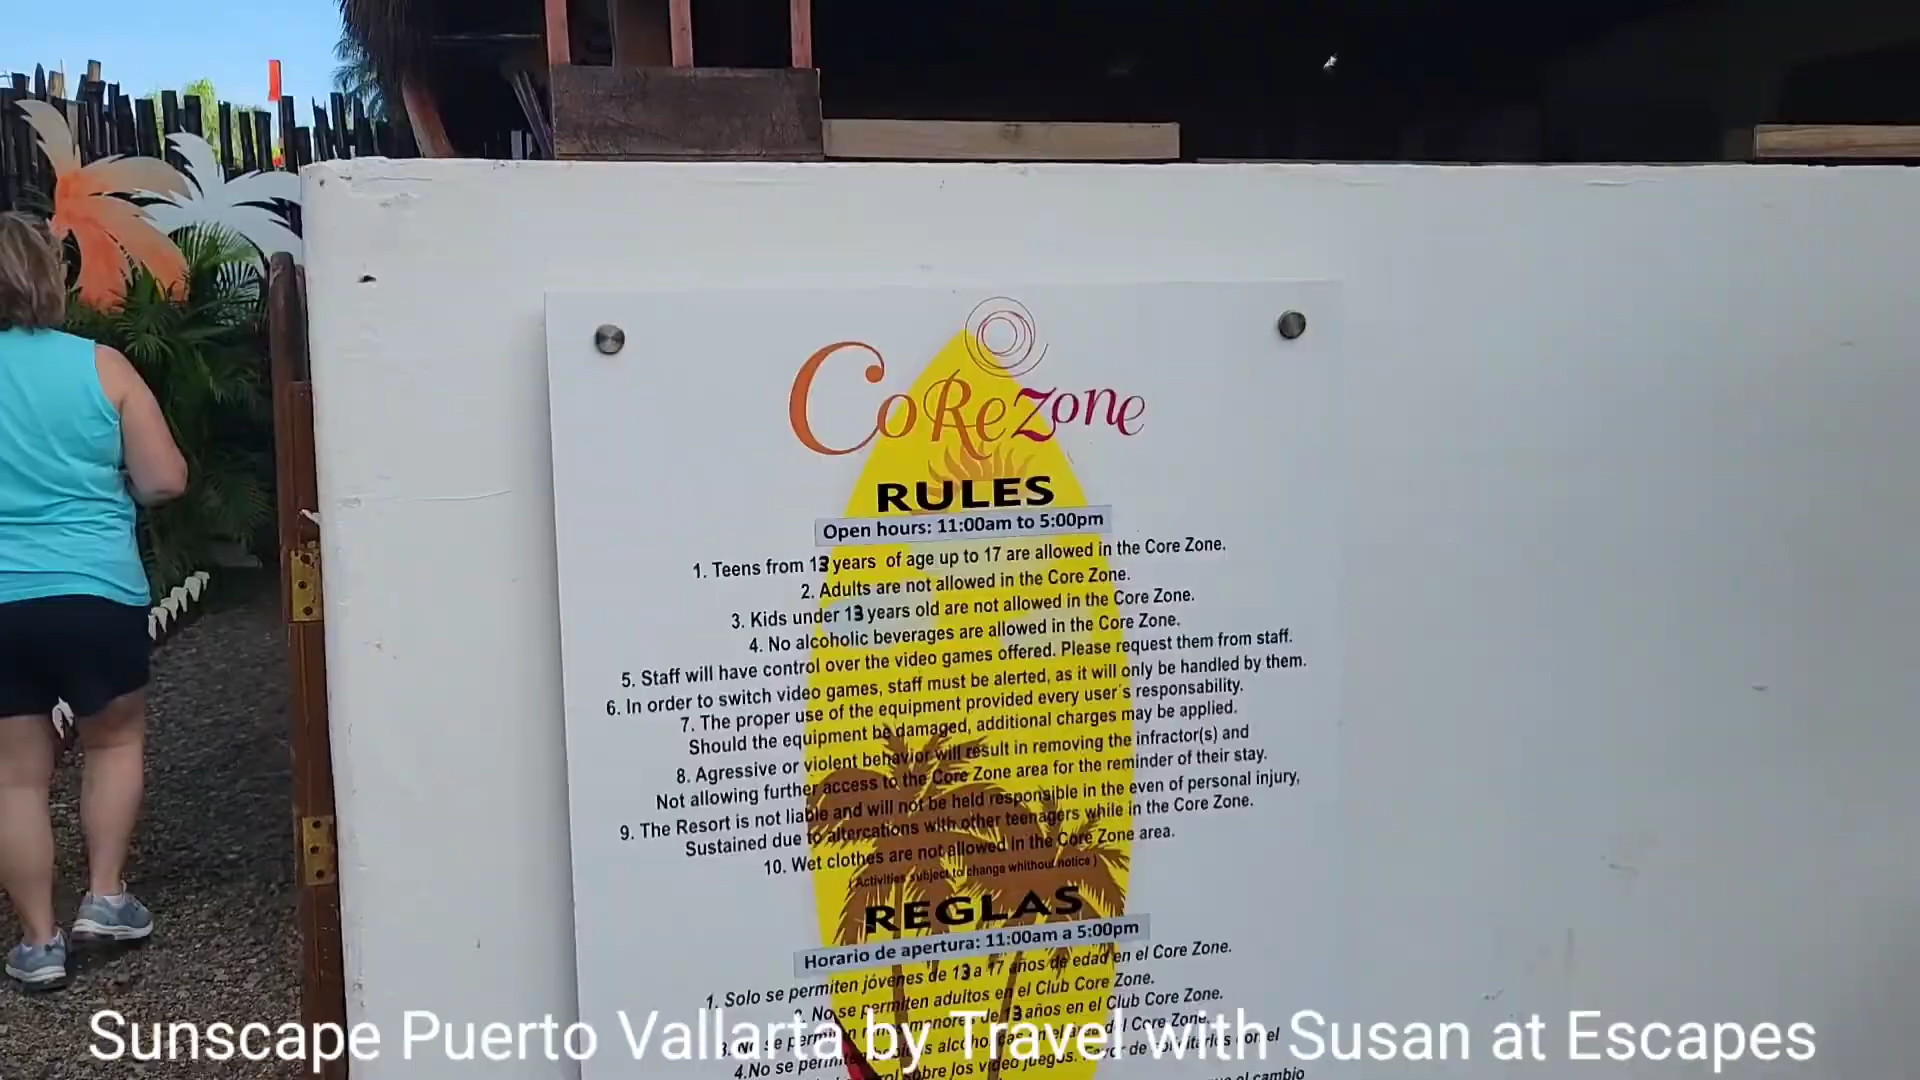 CoRezone
RULES
Open hours: 11:00am to 5:00pm
1. Teens from 13 years of age up to 17 are allowed in the Core Zone.
2. Adults are not allowed in the Core Zone.
3. Kids under 13 years old are not allowed in the Core Zone.
4. No alcoholic beverages are allowed in the Core Zone.
5. Staff will have control over the video games offered. Please request them from staff.
6. In order to switch video games, staff must be alerted, as it will only be handled by them.
7. The proper use of the equipment provided every user´s responsability.
Should the equipment be damaged, additional charges may be applied.
8. Agressive or violent behavior will result in removing the infractor(s) and
Not allowing further access to the Core Zone area for the reminder of their stay.
9. The Resort is not liable and will not be held responsible in the even of personal injury,
Sustained due to altercations with other teenagers while in the Core Zone.
10. Wet clothes are not allowed in the Core Zone area.
( Activities subject to change whithout notice )
REGLAS
Horario de apertura: 11:00am a 5:00pm
1. Solo se permiten jóvenes de 13 a 17 años de edad en el Core Zone.
2. No se permiten adultos en el Club Core Zone.
3. No se permiten menores de 13 años en el Club Core Zone.
4. No se permiten Core Zone.
sobre los video juegos. el
el cambio
Sunscape Puerto Vallarta by Travel with Susan at Escapes